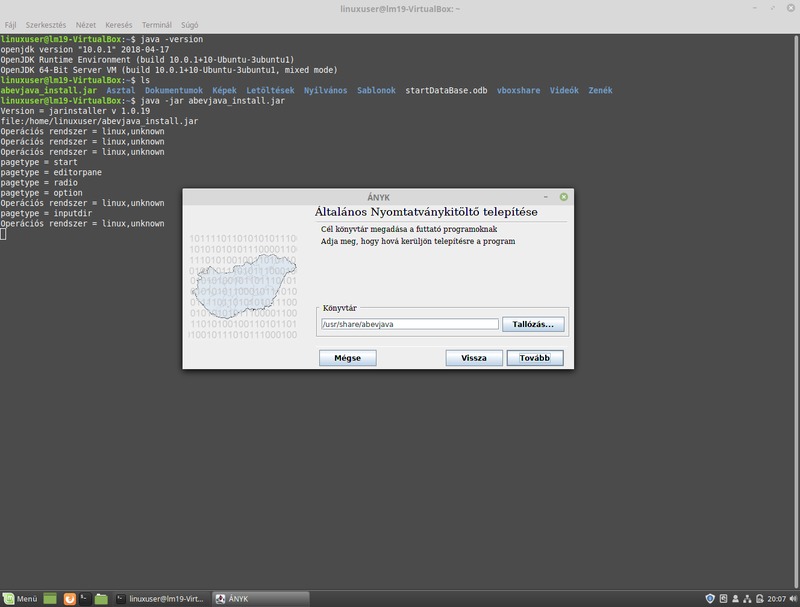 linuxuser@lm19-VirtualBox: ~
Fájl Szerkesztés Nézet Keresés Terminál Súgó
linuxuser@lm19-VirtualBox:~$ java -version
openjdk version "10.0.1" 2018-04-17
OpenJDK Runtime Environment (build 10.0.1+10-Ubuntu-3ubuntu1)
OpenJDK 64-Bit Server VM (build 10.0.1+10-Ubuntu-3ubuntu1, mixed mode)
linuxuser@lm19-VirtualBox:~$ ls
abevjava_install.jar Asztal Dokumentumok Képek Letöltések Nyilvános Sablonok startDataBase.odb vboxshare Videók Zenék
linuxuser@lm19-VirtualBox:~$ java -jar abevjava_install.jar
Version = jarinstaller v 1.0.19
file:/home/linuxuser/abevjava_install.jar
Operációs rendszer = linux,unknown
Operációs rendszer = linux,unknown
Operációs rendszer = linux,unknown
pagetype = start
pagetype = editorpane
pagetype = radio
pagetype = option
Operációs rendszer = linux,unknown
pagetype = inputdir
Operációs rendszer = linux,unknown
ÁNYK
Általános Nyomtatványkitöltő telepítése
Cél könyvtár megadása a futtató programoknak
Adja meg, hogy hová kerüljön telepítésre a program
Könyvtár
/usr/share/abevjava
Tallózás...
Mégse Vissza Tovább
Menü linuxuser@lm19-Virt... ÁNYK 20:07